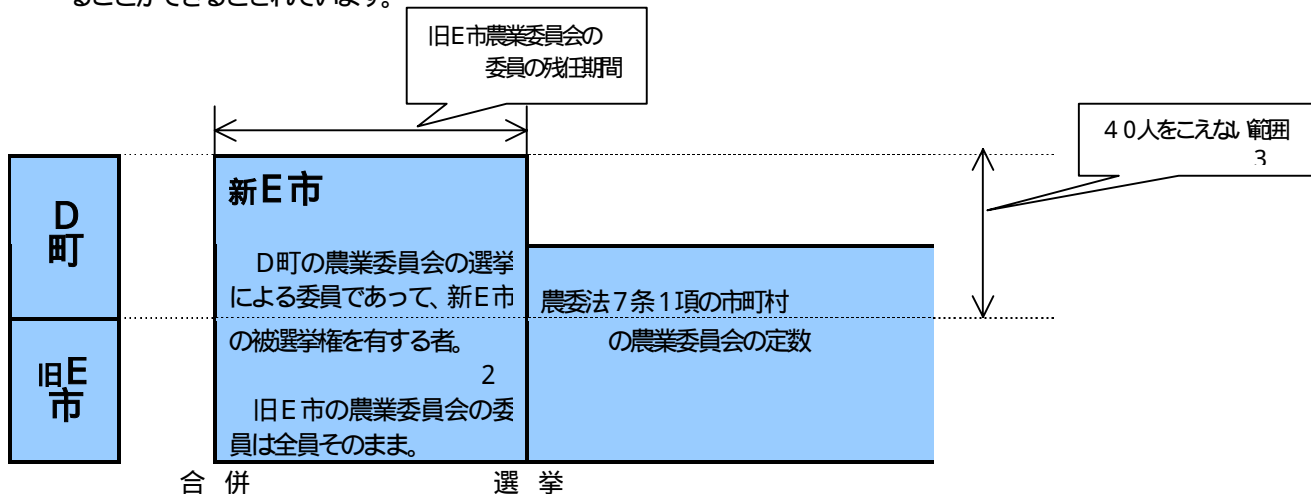 ることができるとされています。
旧E市農業委員会の
委員の残任期間
40人をこえない範囲
3
D
町
新E市
D町の農業委員会の選挙
による委員であって、新E市
の被選挙権を有する者。
2
旧E市の農業委員会の委
員は全員そのまま。
農委法7条1項の市町村
の農業委員会の定数
旧E
市
合 併
選 挙